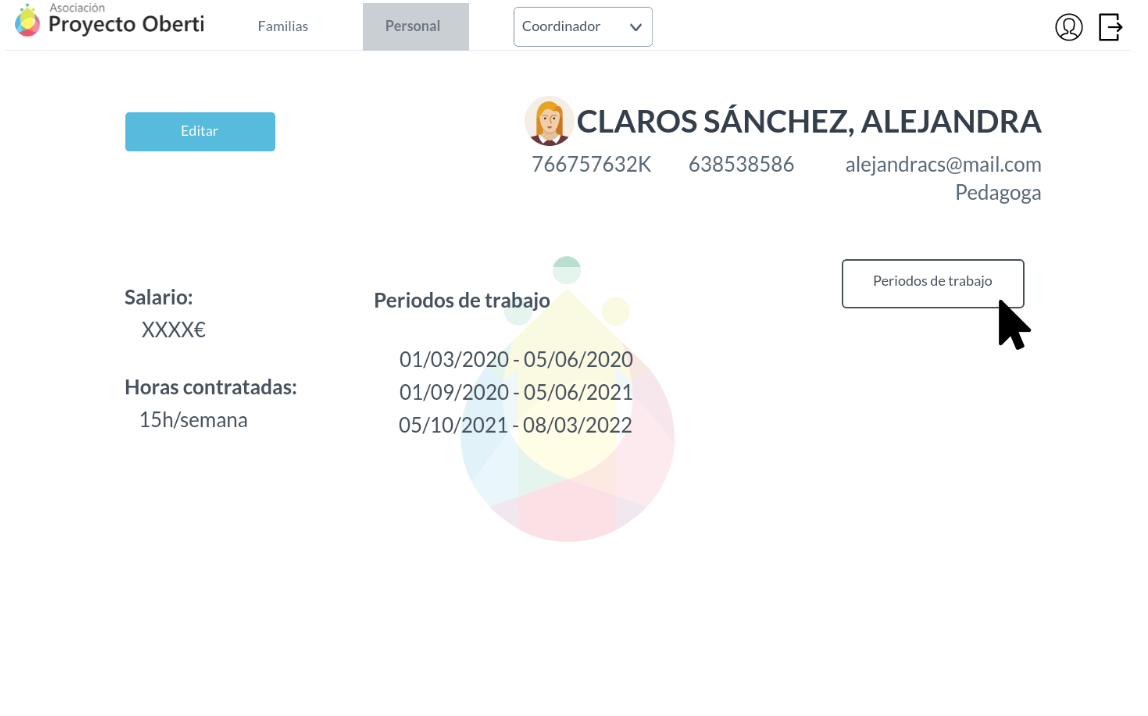 Asociación
Proyecto Oberti
Familias
Personal
Coordinador
Editar
CLAROS SÁNCHEZ, ALEJANDRA
766757632K 638538586 alejandracs@mail.com
Pedagoga
Periodos de trabajo
Salario:
XXXX€
Horas contratadas:
15h/semana
Periodos de trabajo
01/03/2020 - 05/06/2020
01/09/2020 - 05/06/2021
05/10/2021 - 08/03/2022